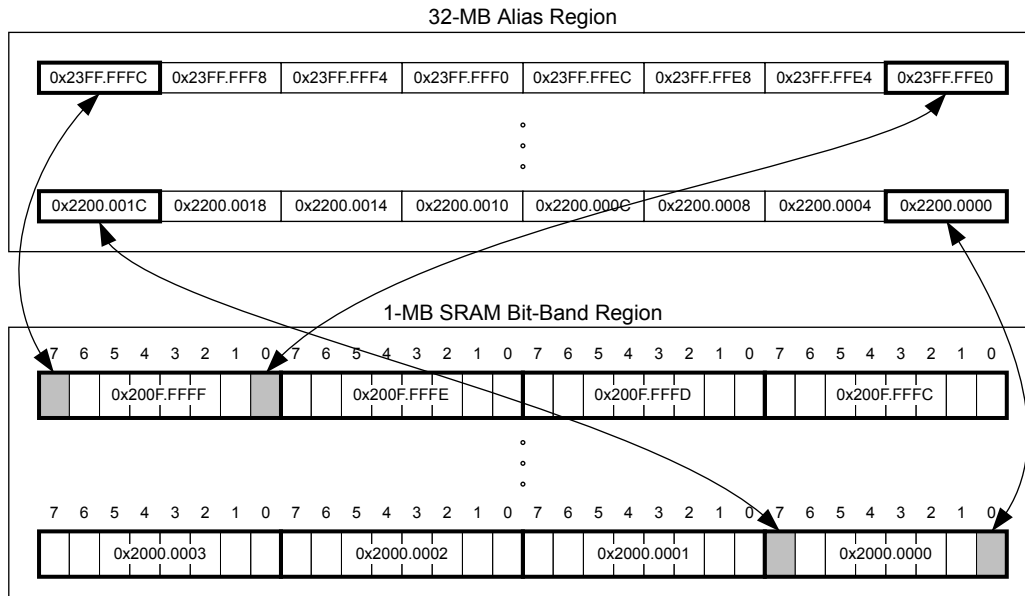 32-MB Alias Region
0x23FF.FFFC 0x23FF.FFF8 0x23FF.FFF4 0x23FF.FFF0 0x23FF.FFEC 0x23FF.FFE8 0x23FF.FFE4 0x23FF.FFE0
0x2200.001C 0x2200.0018 0x2200.0014 0x2200.0010 0x2200.000C 0x2200.0008 0x2200.0004 0x2200.0000
1-MB SRAM Bit-Band Region
7 6 5 4 3 2 1 0 7 6 5 4 3 2 1 0 7 6 5 4 3 2 1 0 7 6 5 4 3 2 1 0
0x200F.FFFF 0x200F.FFFE 0x200F.FFFD 0x200F.FFFC
7 6 5 4 3 2 1 0 7 6 5 4 3 2 1 0 7 6 5 4 3 2 1 0 7 6 5 4 3 2 1 0
0x2000.0003 0x2000.0002 0x2000.0001 0x2000.0000